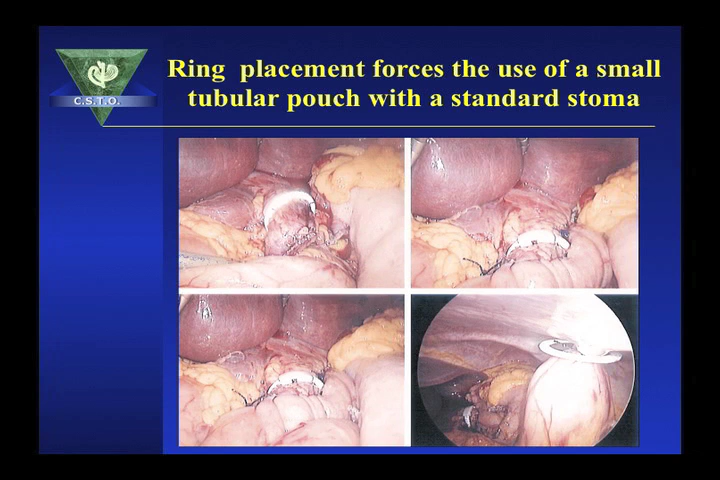 Ring placement forces the use of a small
tubular pouch with a standard stoma
C.S.T.O.